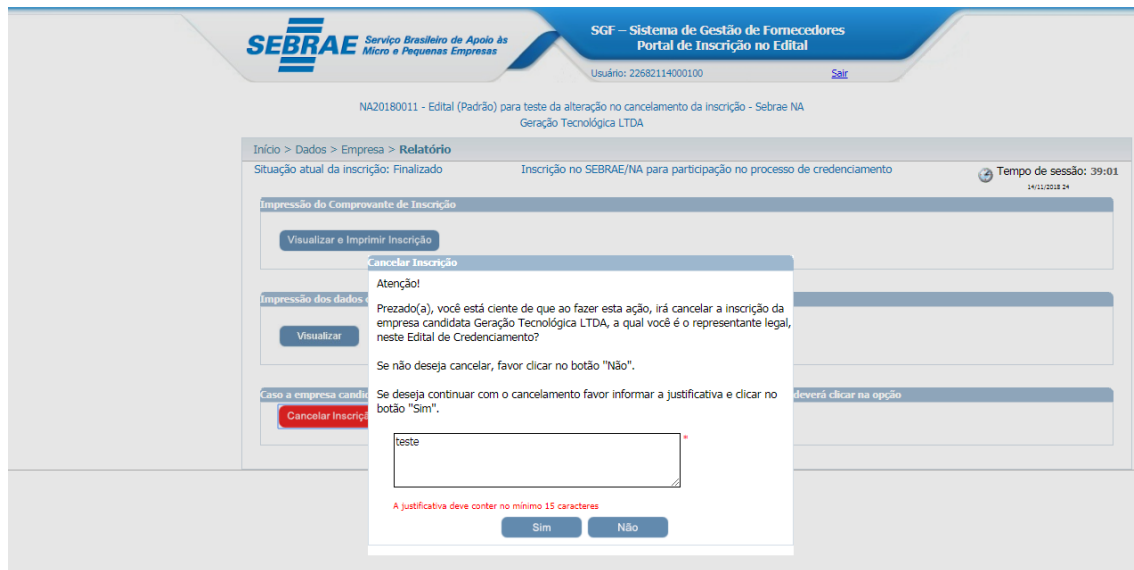 SEBRAE
Serviço Brasileiro de Apoio às
Micro e Pequenas Empresas
SGF – Sistema de Gestão de Fornecedores
Portal de Inscrição no Edital
Usuário: 22682114000100 Sair
NA20180011 - Edital (Padrão) para teste da alteração no cancelamento da inscrição - Sebrae NA
Geração Tecnológica LTDA
Início > Dados > Empresa > Relatório
Situação atual da inscrição: Finalizado Inscrição no SEBRAE/NA para participação no processo de credenciamento
Tempo de sessão: 39:01
14/11/2018 24
Impressão do Comprovante de Inscrição
Visualizar e Imprimir Inscrição
Impressão dos dados
Visualizar
Caso a empresa candi
deverá clicar na opção
Cancelar Inscriçã
Cancelar Inscrição
Atenção!
Prezado(a), você está ciente de que ao fazer esta ação, irá cancelar a inscrição da
empresa candidata Geração Tecnológica LTDA, a qual você é o representante legal,
neste Edital de Credenciamento?
Se não deseja cancelar, favor clicar no botão "Não".
Se deseja continuar com o cancelamento favor informar a justificativa e clicar no
botão "Sim".
teste
*
A justificativa deve conter no mínimo 15 caracteres
Sim Não